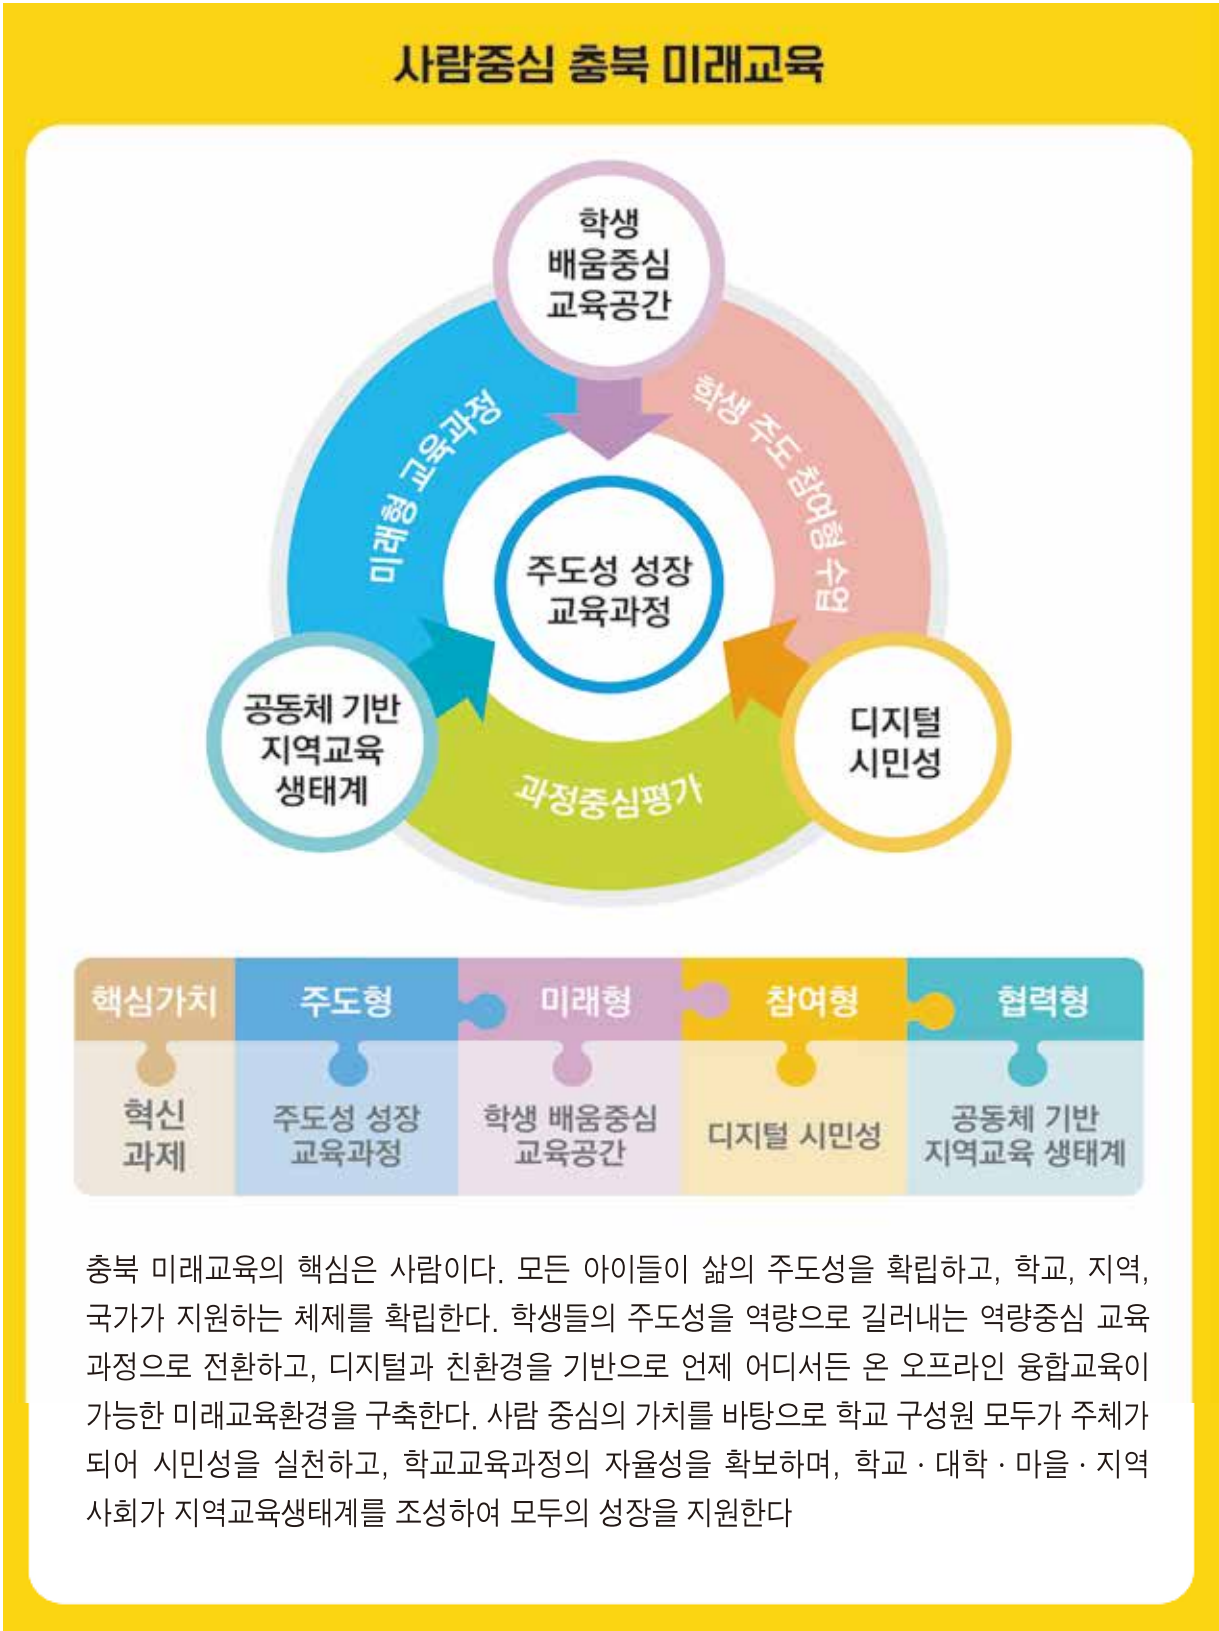 사람중심 충북 미래교육
학생
배움중심
교육공간
미래형 교육과정
학생 주도 참여형 수업
주도성 성장
교육과정
공동체 기반
지역교육
생태계
디지털
시민성
과정중심평가
핵심가치 주도형 미래형 참여형 협력형
혁신
과제
주도성 성장
교육과정
학생 배움중심
교육공간
디지털 시민성
공동체 기반
지역교육 생태계
충북 미래교육의 핵심은 사람이다. 모든 아이들이 삶의 주도성을 확립하고, 학교, 지역,
국가가 지원하는 체제를 확립한다. 학생들의 주도성을 역량으로 길러내는 역량중심 교육
과정으로 전환하고, 디지털과 친환경을 기반으로 언제 어디서든 온 오프라인 융합교육이
가능한 미래교육환경을 구축한다. 사람 중심의 가치를 바탕으로 학교 구성원 모두가 주체가
되어 시민성을 실천하고, 학교교육과정의 자율성을 확보하며, 학교 · 대학 · 마을 · 지역
사회가 지역교육생태계를 조성하여 모두의 성장을 지원한다